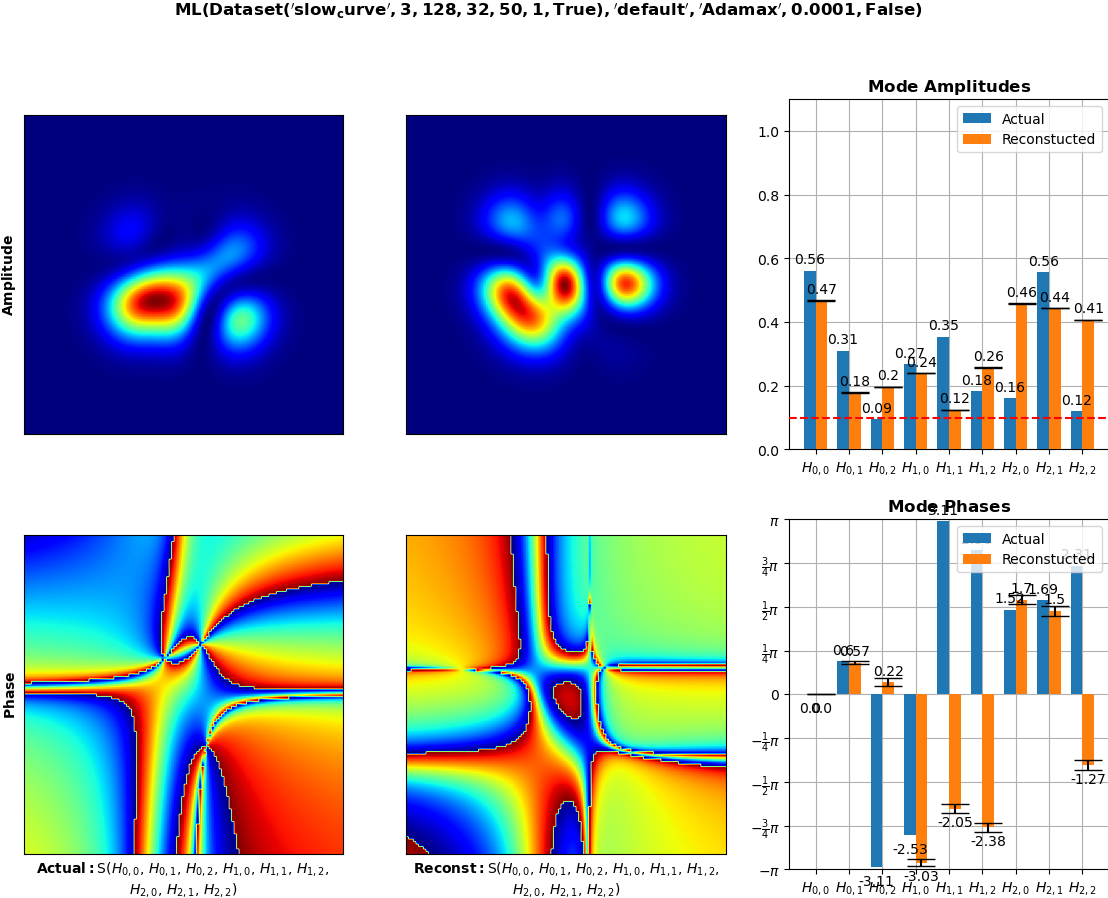 ML(Dataset('slow_curve', 3, 128, 32, 50, 1, True), 'default', 'Adamax', 0.0001, False)
Amplitude
Mode Amplitudes
Actual
Reconstucted
1.0
0.8
0.6
0.4
0.2
0.0
0.56
0.47
0.31
0.18
0.09
0.2
0.27
0.24
0.35
0.12
0.18
0.26
0.16
0.46
0.56
0.44
0.12
0.41
H0,0 H0,1 H0,2 H1,0 H1,1 H1,2 H2,0 H2,1 H2,2
Phase
Mode Phases
Actual
Reconstucted
π
3/4π
1/2π
1/4π
0
−1/4π
−1/2π
−3/4π
−π
0.0
0.0
0.6
0.57
-3.11
0.22
-2.53
-3.03
3.11
-2.05
-2.38
1.52
1.7
1.69
1.5
2.31
-1.27
H0,0 H0,1 H0,2 H1,0 H1,1 H1,2 H2,0 H2,1 H2,2
Actual: S(H0,0, H0,1, H0,2, H1,0, H1,1, H1,2,
H2,0, H2,1, H2,2)
Reconst: S(H0,0, H0,1, H0,2, H1,0, H1,1, H1,2,
H2,0, H2,1, H2,2)